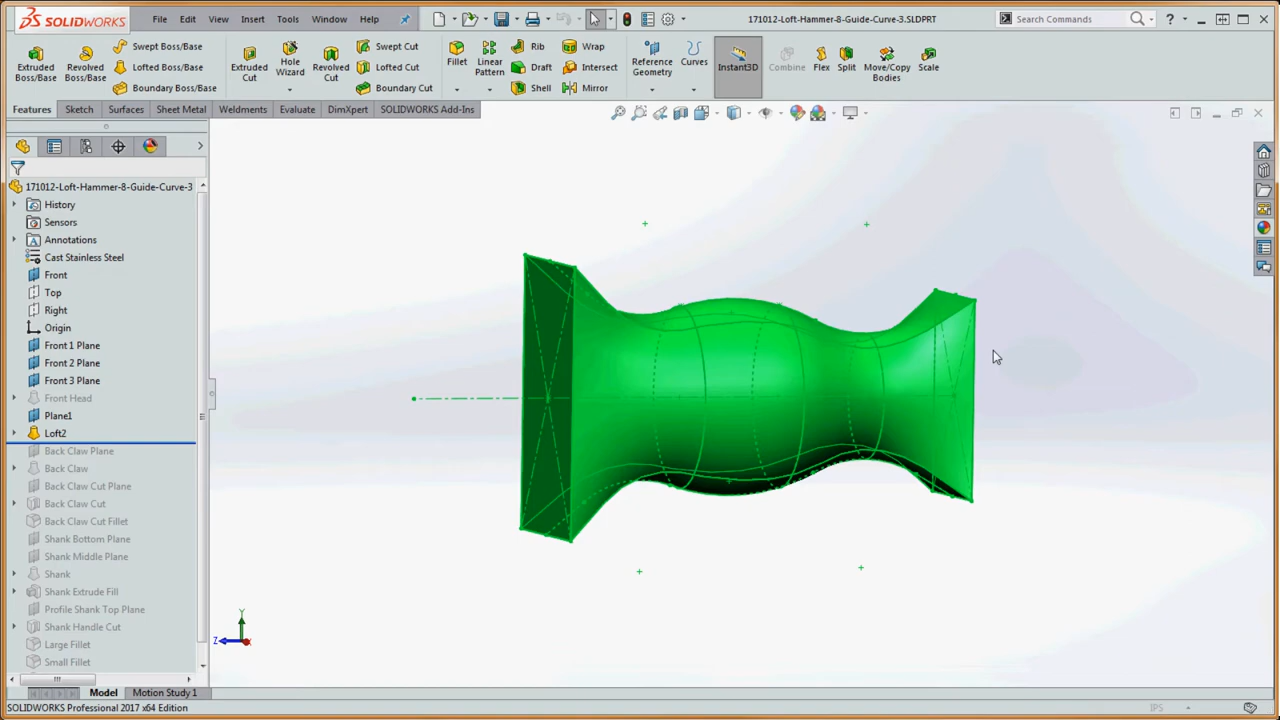 SOLIDWORKS File Edit View Insert Tools Window Help 171012-Loft-Hammer-8-Guide-Curve-3.SLDPRT Search Commands ?
Extruded Boss/Base
Revolved Boss/Base
Swept Boss/Base
Lofted Boss/Base
Boundary Boss/Base
Extruded Cut
Hole Wizard
Revolved Cut
Swept Cut
Lofted Cut
Boundary Cut
Fillet
Linear Pattern
Rib
Draft
Shell
Wrap
Intersect
Mirror
Reference Geometry
Curves
Instant3D
Combine
Flex
Split
Move/Copy Bodies
Scale
Features Sketch Surfaces Sheet Metal Weldments Evaluate DimXpert SOLIDWORKS Add-Ins
171012-Loft-Hammer-8-Guide-Curve-3
History
Sensors
Annotations
Cast Stainless Steel
Front
Top
Right
Origin
Front 1 Plane
Front 2 Plane
Front 3 Plane
Front Head
Plane1
Loft2
Back Claw Plane
Back Claw
Back Claw Cut Plane
Back Claw Cut
Back Claw Cut Fillet
Shank Bottom Plane
Shank Middle Plane
Shank
Shank Extrude Fill
Profile Shank Top Plane
Shank Handle Cut
Large Fillet
Small Fillet
Y
Z
X
Model Motion Study 1
SOLIDWORKS Professional 2017 x64 Edition IPS